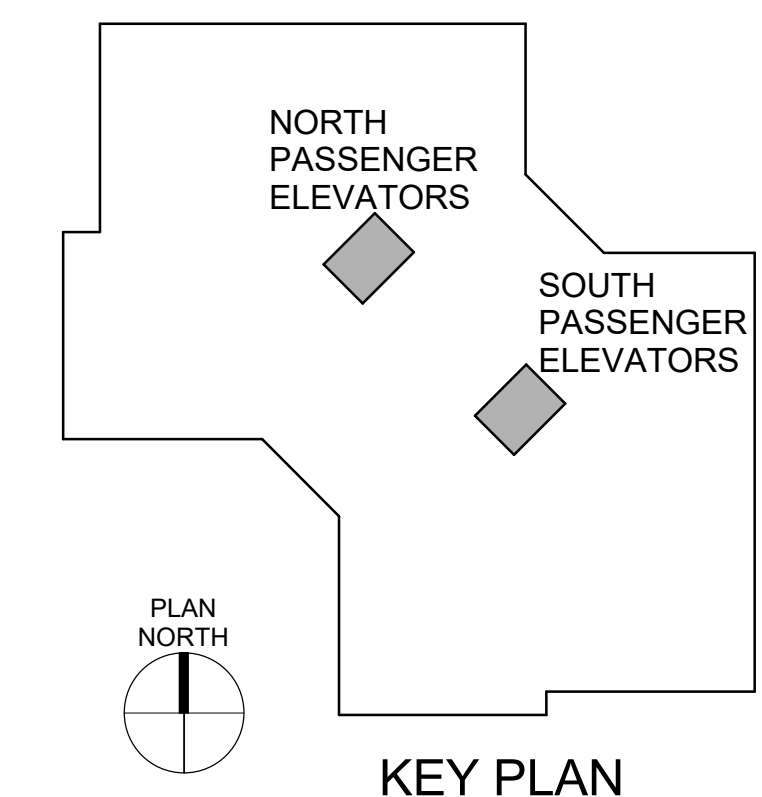 NORTH
PASSENGER
ELEVATORS
SOUTH
PASSENGER
ELEVATORS
PLAN
NORTH
KEY PLAN